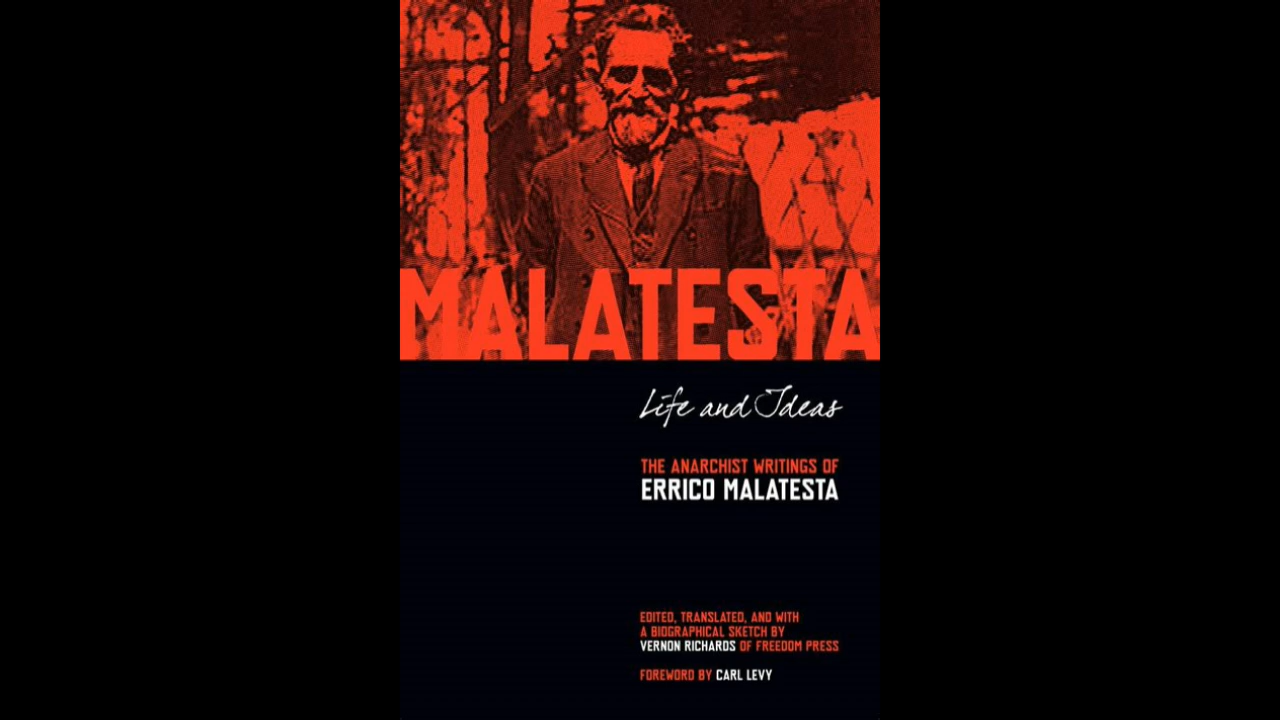 MALATESTA
Life and Ideas
THE ANARCHIST WRITINGS OF
ERRICO MALATESTA
EDITED, TRANSLATED, AND WITH
A BIOGRAPHICAL SKETCH BY
VERNON RICHARDS OF FREEDOM PRESS
FOREWORD BY CARL LEVY